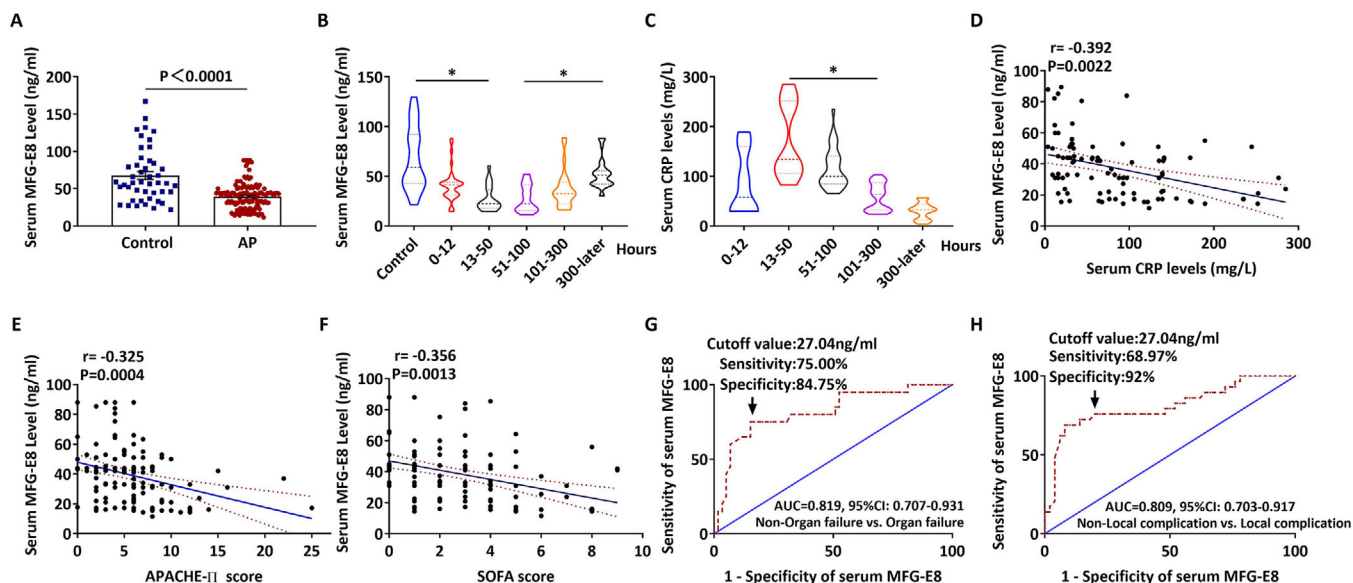 A
Serum MFG-E8 Level (ng/ml)
P<0.0001
200
150
100
50
0
Control
AP
B
Serum MFG-E8 Level (ng/ml)
*
*
150
100
50
0
Control
0-12
13-50
51-100
101-300
300-later
Hours
C
Serum CRP levels (mg/L)
*
300
200
100
0
0-12
13-50
51-100
101-300
300-later
Hours
D
r= -0.392
P=0.0022
Serum MFG-E8 Level (ng/ml)
100
80
60
40
20
0
0
100
200
300
Serum CRP levels (mg/L)
E
r= -0.325
P=0.0004
Serum MFG-E8 Level (ng/ml)
100
80
60
40
20
0
0
5
10
15
20
25
APACHE-Π score
F
r= -0.356
P=0.0013
Serum MFG-E8 Level (ng/ml)
100
80
60
40
20
0
0
2
4
6
8
10
SOFA score
G
Cutoff value:27.04ng/ml
Sensitivity:75.00%
Specificity:84.75%
Sensitivity of serum MFG-E8
100
50
0
AUC=0.819, 95%CI: 0.707-0.931
Non-Organ failure vs. Organ failure
0
50
100
1 - Specificity of serum MFG-E8
H
Cutoff value:27.04ng/ml
Sensitivity:68.97%
Specificity:92%
Sensitivity of serum MFG-E8
100
50
0
AUC=0.809, 95%CI: 0.703-0.917
Non-Local complication vs. Local complication
0
50
100
1 - Specificity of serum MFG-E8